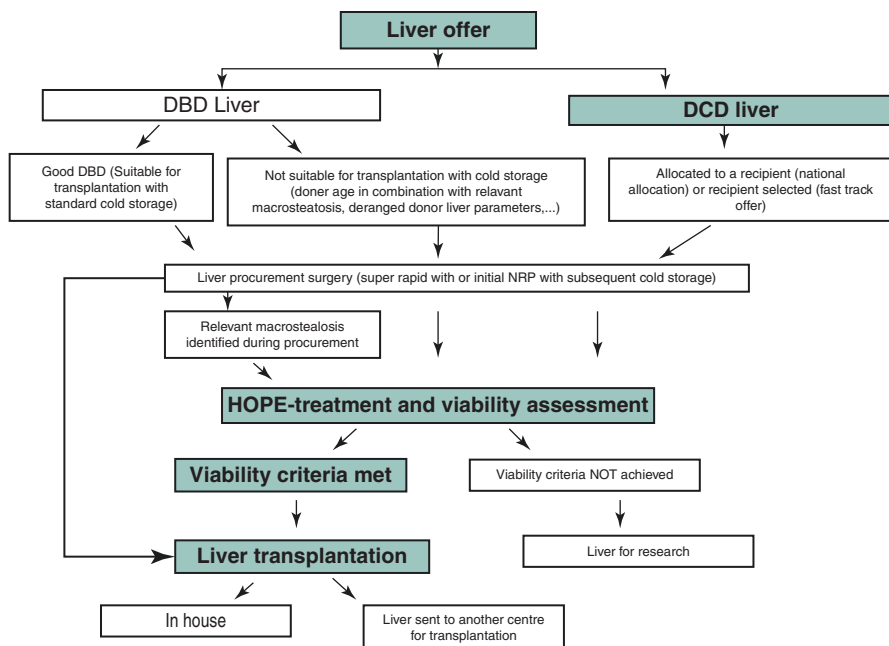 Liver offer
DBD Liver
DCD liver
Good DBD (Suitable for
transplantation with
standard cold storage)
Not suitable for transplantation with cold storage
(doner age in combination with relevant
macrosteatosis, deranged donor liver parameters,...)
Allocated to a recipient (national
allocation) or recipient selected (fast track
offer)
Liver procurement surgery (super rapid with or initial NRP with subsequent cold storage)
Relevant macrostealosis
identified during procurement
HOPE-treatment and viability assessment
Viability criteria met
Viability criteria NOT achieved
Liver transplantation
Liver for research
In house
Liver sent to another centre
for transplantation